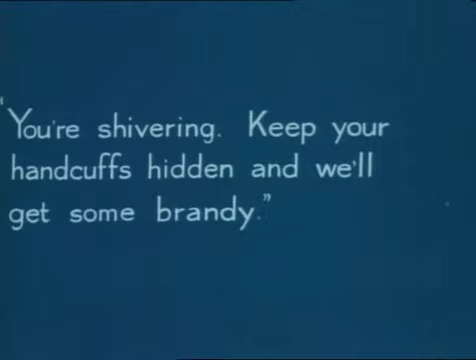 "You're shivering. Keep your
handcuffs hidden and we'll
get some brandy."